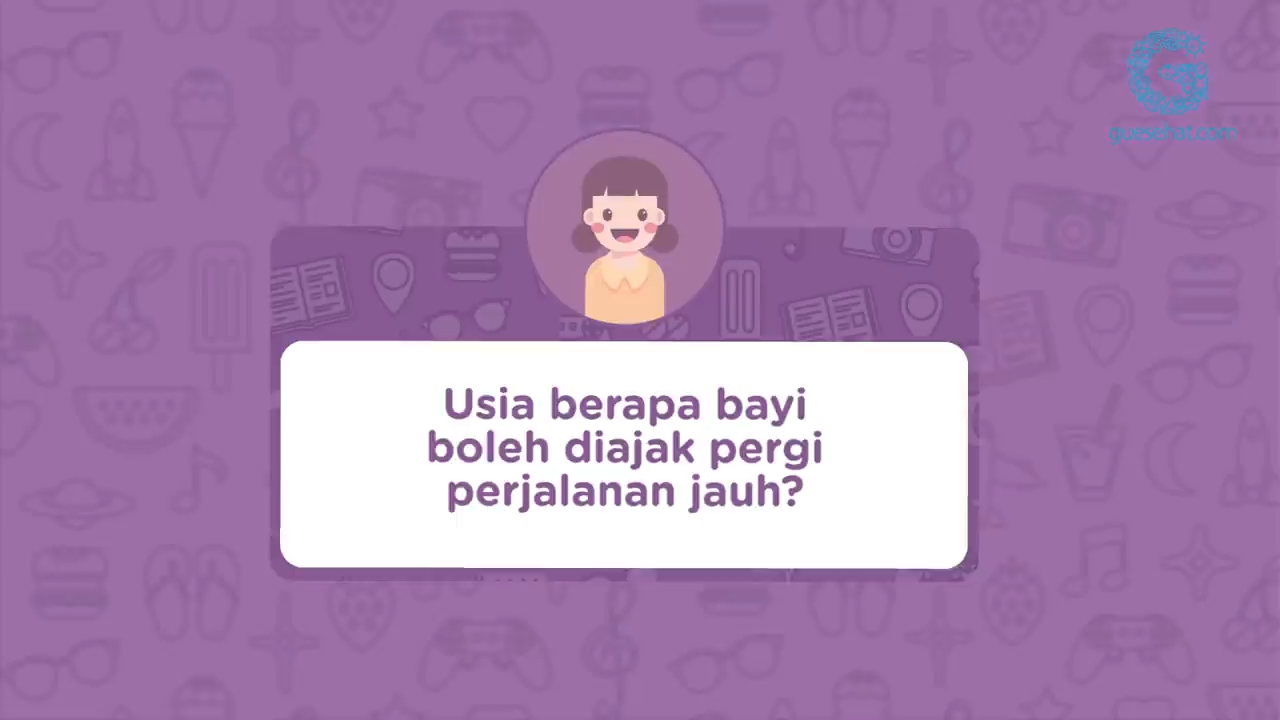 guesehat.com
Usia berapa bayi
boleh diajak pergi
perjalanan jauh?